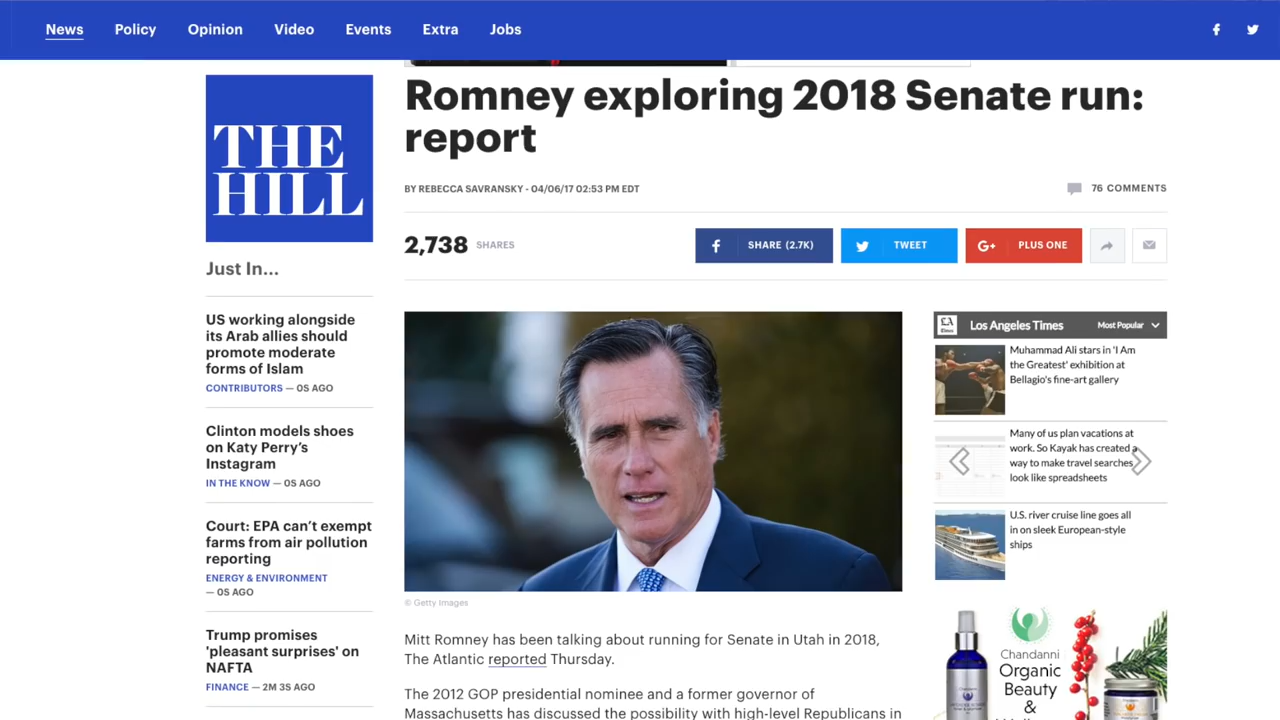 News Policy Opinion Video Events Extra Jobs
THE
HILL
Just In...
US working alongside
its Arab allies should
promote moderate
forms of Islam
CONTRIBUTORS — 0S AGO
Clinton models shoes
on Katy Perry’s
Instagram
IN THE KNOW — 0S AGO
Court: EPA can’t exempt
farms from air pollution
reporting
ENERGY & ENVIRONMENT
— 0S AGO
Trump promises
'pleasant surprises' on
NAFTA
FINANCE — 2M 3S AGO
Romney exploring 2018 Senate run:
report
BY REBECCA SAVRANSKY - 04/06/17 02:53 PM EDT
76 COMMENTS
2,738 SHARES
SHARE (2.7K)
TWEET
G+ PLUS ONE
© Getty Images
Mitt Romney has been talking about running for Senate in Utah in 2018,
The Atlantic reported Thursday.
The 2012 GOP presidential nominee and a former governor of
Massachusetts has discussed the possibility with high-level Republicans in
LA
Times
Los Angeles Times
Most Popular
Muhammad Ali stars in 'I Am
the Greatest' exhibition at
Bellagio's fine-art gallery
Many of us plan vacations at
work. So Kayak has created a
way to make travel searches
look like spreadsheets
U.S. river cruise line goes all
in on sleek European-style
ships
Chandanni
Organic
Beauty
&